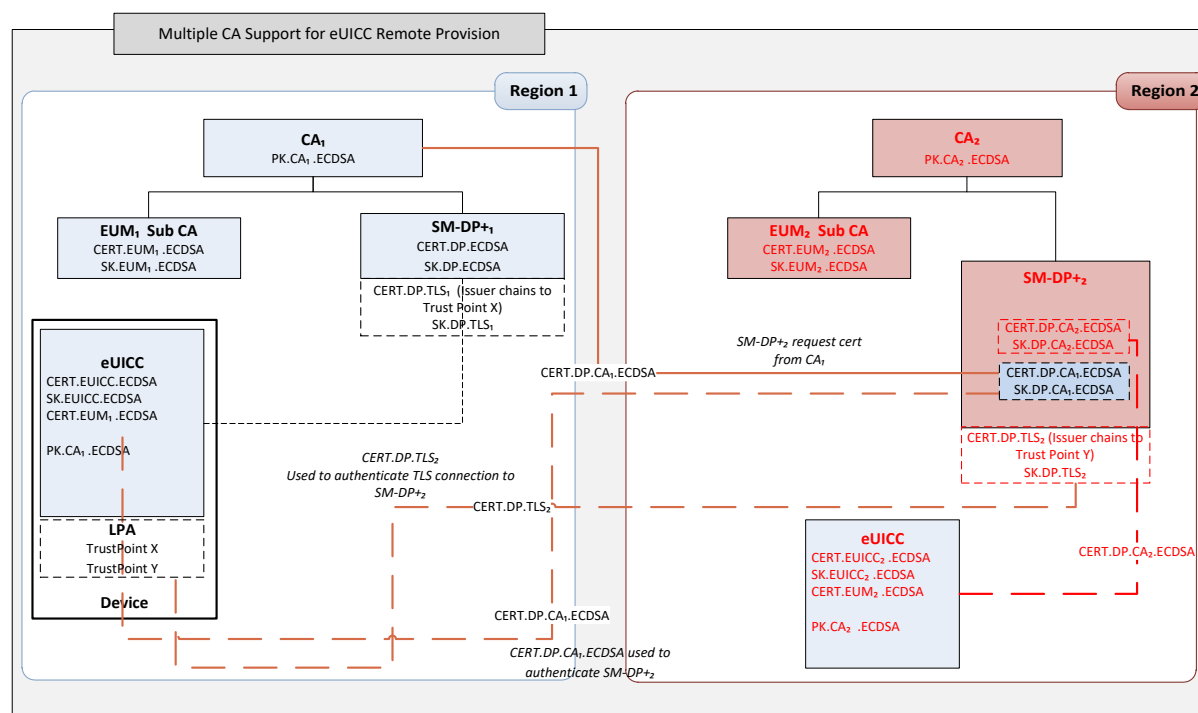 Multiple CA Support for eUICC Remote Provision
Region 1
CA₁
PK.CA₁ .ECDSA
EUM₁ Sub CA
CERT.EUM₁ .ECDSA
SK.EUM₁ .ECDSA
SM-DP+₁
CERT.DP.ECDSA
SK.DP.ECDSA
CERT.DP.TLS₁ (Issuer chains to
Trust Point X)
SK.DP.TLS₁
eUICC
CERT.EUICC.ECDSA
SK.EUICC.ECDSA
CERT.EUM₁ .ECDSA
PK.CA₁ .ECDSA
LPA
TrustPoint X
TrustPoint Y
Device
CERT.DP.TLS₂
Used to authenticate TLS connection to
SM-DP+₂
CERT.DP.TLS₂
CERT.DP.CA₁.ECDSA
SM-DP+₂ request cert
from CA₁
CERT.DP.CA₁.ECDSA
CERT.DP.CA₁.ECDSA used to
authenticate SM-DP+₂
Region 2
CA₂
PK.CA₂ .ECDSA
EUM₂ Sub CA
CERT.EUM₂ .ECDSA
SK.EUM₂ .ECDSA
SM-DP+₂
CERT.DP.CA₂.ECDSA
SK.DP.CA₂.ECDSA
CERT.DP.CA₁.ECDSA
SK.DP.CA₁.ECDSA
CERT.DP.TLS₂ (Issuer chains to
Trust Point Y)
SK.DP.TLS₂
eUICC
CERT.EUICC₂ .ECDSA
SK.EUICC₂ .ECDSA
CERT.EUM₂ .ECDSA
PK.CA₂ .ECDSA
CERT.DP.CA₂.ECDSA